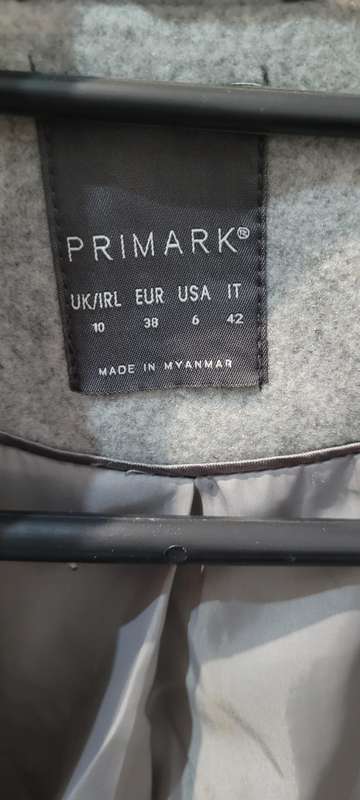 PRIMARK®
UK/IRL EUR USA IT
10 38 6 42
MADE IN MYANMAR